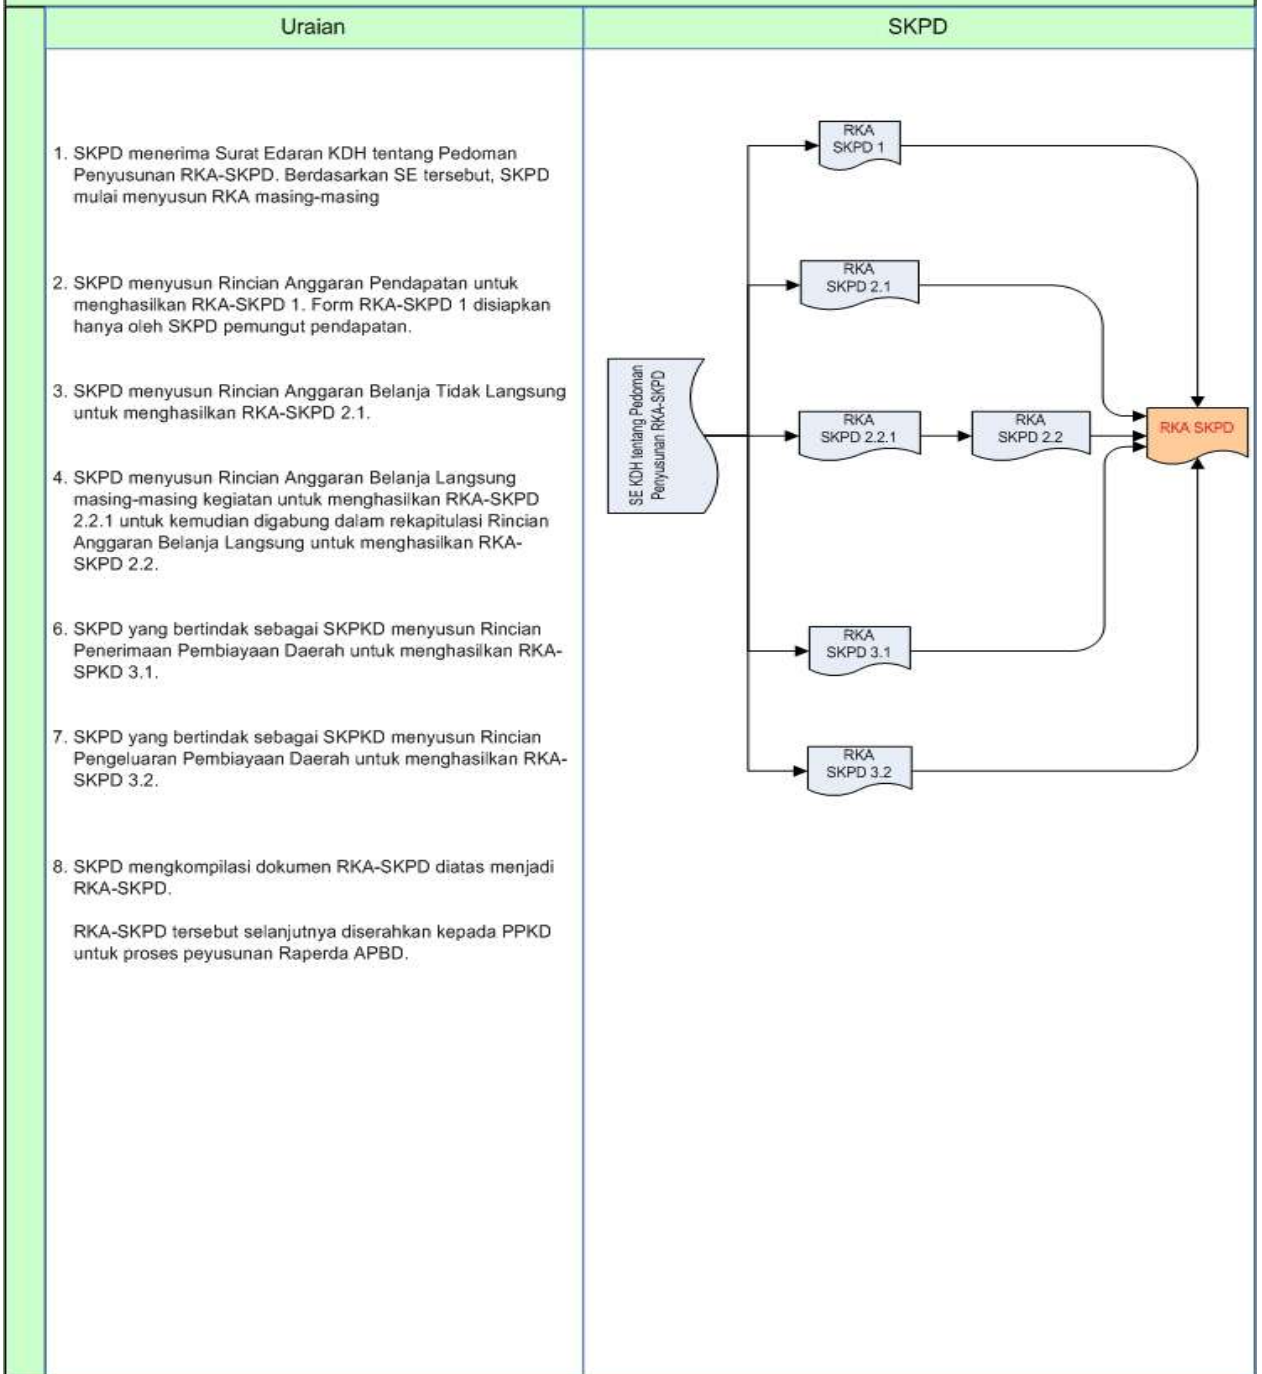 Uraian
SKPD
1. SKPD menerima Surat Edaran KDH tentang Pedoman
Penyusunan RKA-SKPD. Berdasarkan SE tersebut, SKPD
mulai menyusun RKA masing-masing
2. SKPD menyusun Rincian Anggaran Pendapatan untuk
menghasilkan RKA-SKPD 1. Form RKA-SKPD 1 disiapkan
hanya oleh SKPD pemungut pendapatan.
3. SKPD menyusun Rincian Anggaran Belanja Tidak Langsung
untuk menghasilkan RKA-SKPD 2.1.
4. SKPD menyusun Rincian Anggaran Belanja Langsung
masing-masing kegiatan untuk menghasilkan RKA-SKPD
2.2.1 untuk kemudian digabung dalam rekapitulasi Rincian
Anggaran Belanja Langsung untuk menghasilkan RKA-
SKPD 2.2.
6. SKPD yang bertindak sebagai SKPKD menyusun Rincian
Penerimaan Pembiayaan Daerah untuk menghasilkan RKA-
SPKD 3.1.
7. SKPD yang bertindak sebagai SKPKD menyusun Rincian
Pengeluaran Pembiayaan Daerah untuk menghasilkan RKA-
SKPD 3.2.
8. SKPD mengkompilasi dokumen RKA-SKPD diatas menjadi
RKA-SKPD.
RKA-SKPD tersebut selanjutnya diserahkan kepada PPKD
untuk proses peyusunan Raperda APBD.
SE KDH tentang Pedoman
Penyusunan RKA-SKPD
RKA
SKPD 1
RKA
SKPD 2.1
RKA
SKPD 2.2.1
RKA
SKPD 2.2
RKA SKPD
RKA
SKPD 3.1
RKA
SKPD 3.2